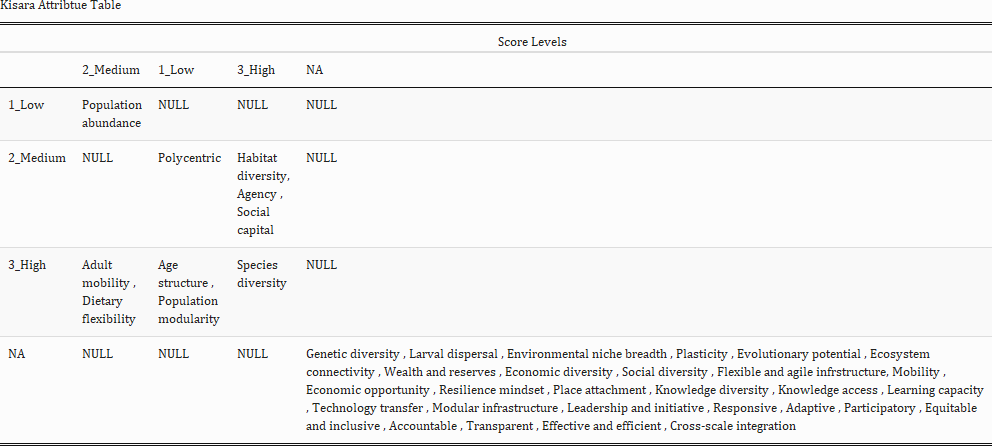 Kisara Attribtue Table
Score Levels
2_Medium 1_Low 3_High NA
1_Low Population NULL NULL NULL
abundance
2_Medium NULL Polycentric Habitat NULL
diversity,
Agency ,
Social
capital
3_High Adult Age Species NULL
mobility , structure , diversity
Dietary Population
flexibility modularity
NA NULL NULL NULL Genetic diversity , Larval dispersal , Environmental niche breadth , Plasticity , Evolutionary potential , Ecosystem
connectivity , Wealth and reserves , Economic diversity , Social diversity , Flexible and agile infrstructure, Mobility ,
Economic opportunity , Resilience mindset , Place attachment , Knowledge diversity , Knowledge access , Learning capacity
, Technology transfer , Modular infrastructure , Leadership and initiative , Responsive , Adaptive , Participatory , Equitable
and inclusive , Accountable , Transparent , Effective and efficient , Cross-scale integration